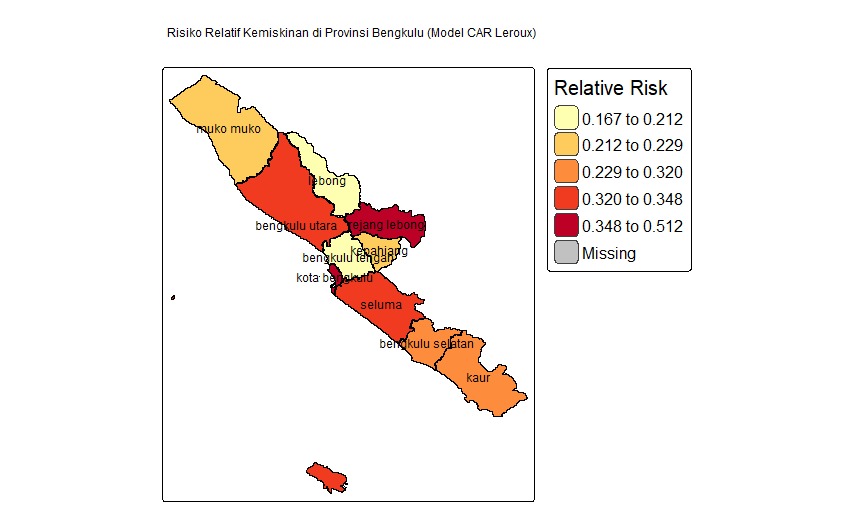 Risiko Relatif Kemiskinan di Provinsi Bengkulu (Model CAR Leroux)
Relative Risk
0.167 to 0.212
0.212 to 0.229
0.229 to 0.320
0.320 to 0.348
0.348 to 0.512
Missing
muko muko
lebong
bengkulu utara
rejang lebong
kepahiang
bengkulu tengah
kota bengkulu
seluma
bengkulu selatan
kaur